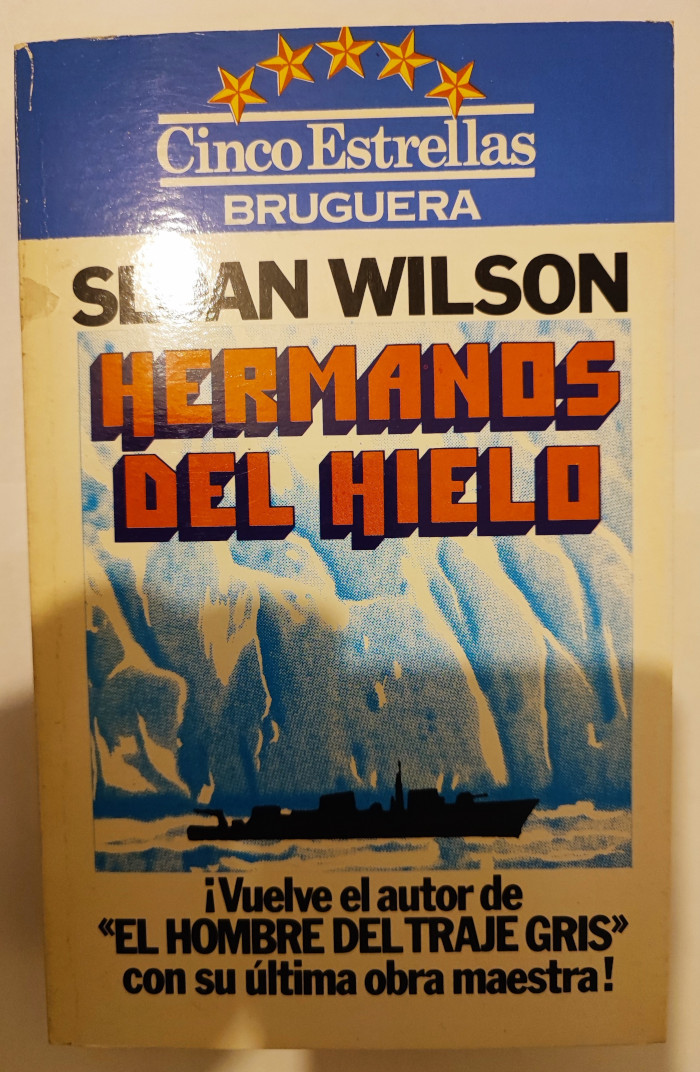 Cinco Estrellas
BRUGUERA
SLOAN WILSON
HERMANOS
DEL HIELO
¡Vuelve el autor de
«EL HOMBRE DEL TRAJE GRIS»
con su última obra maestra!